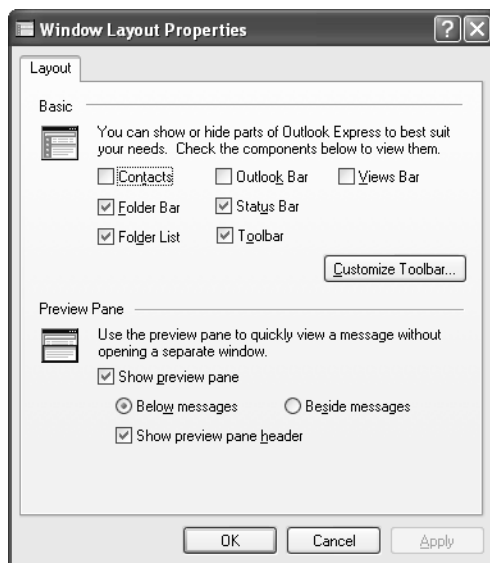 Window Layout Properties
Layout
Basic
You can show or hide parts of Outlook Express to best suit
your needs. Check the components below to view them.
Contacts Outlook Bar Views Bar
Folder Bar Status Bar
Folder List Toolbar
Customize Toolbar...
Preview Pane
Use the preview pane to quickly view a message without
opening a separate window.
Show preview pane
Below messages Beside messages
Show preview pane header
OK Cancel Apply